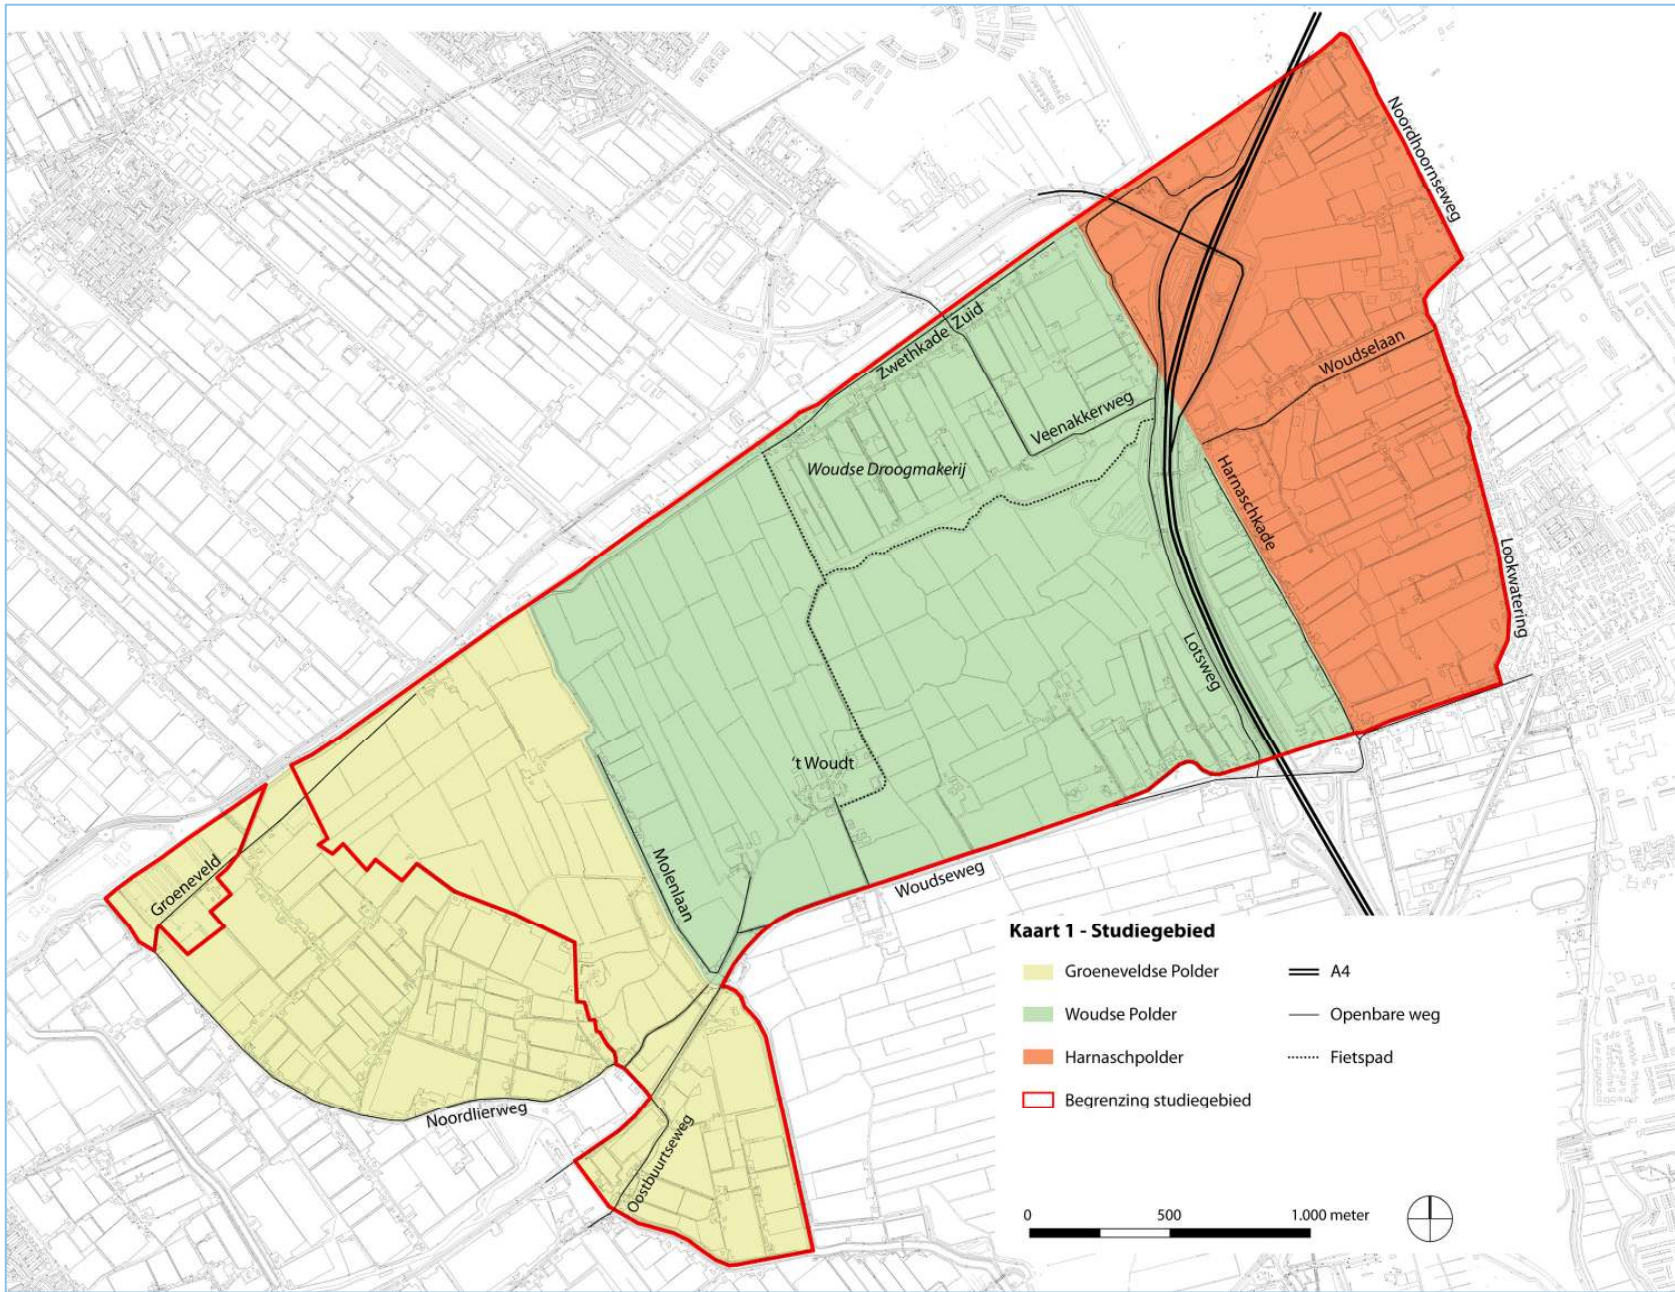 Noordhoornseweg
Zwethkade Zuid
Woudselaan
Veenakkerweg
Woudse Droogmakerij
Harnaschkade
Lookwatering
Lotsweg
't Woudt
Molenlaan
Groeneveld
Woudseweg
Noordlierweg
Oostbuurtseweg
Kaart 1 - Studiegebied
Groeneveldse Polder
A4
Woudse Polder
Openbare weg
Harnaschpolder
Fietspad
Begrenzing studiegebied
0 500 1.000 meter